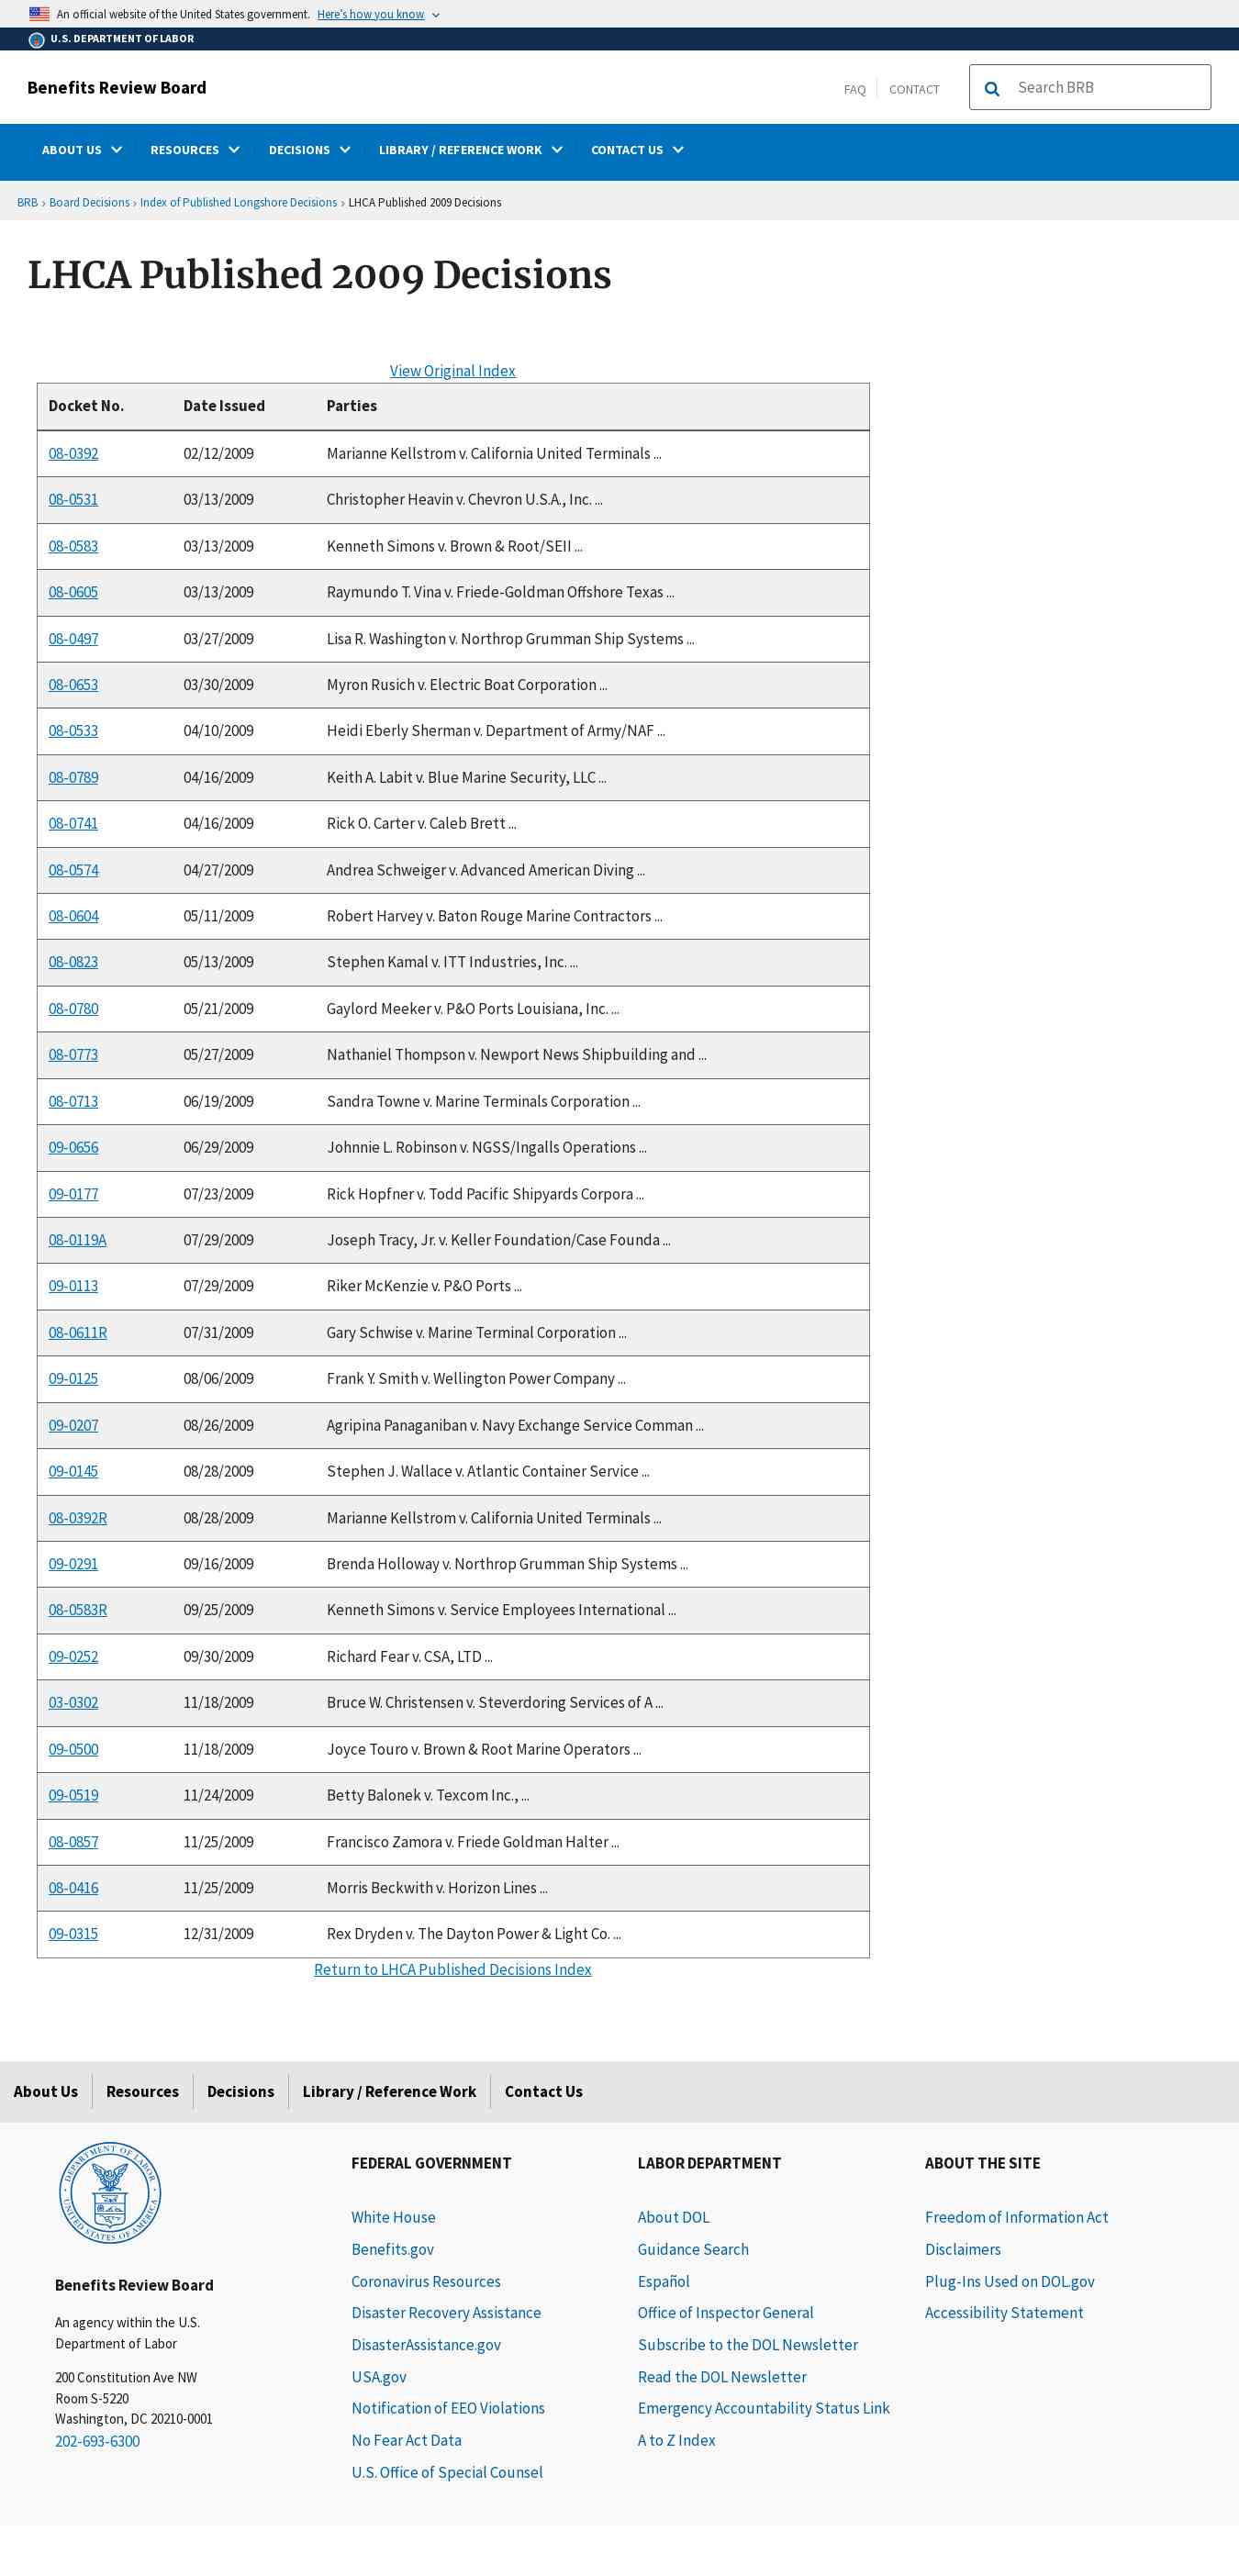 An official website of the United States government. Here's how you know
U.S. DEPARTMENT OF LABOR
Benefits Review Board
FAQ CONTACT Search BRB
ABOUT US RESOURCES DECISIONS LIBRARY / REFERENCE WORK CONTACT US
BRB › Board Decisions › Index of Published Longshore Decisions › LHCA Published 2009 Decisions
LHCA Published 2009 Decisions
View Original Index
Docket No. Date Issued Parties
08-0392 02/12/2009 Marianne Kellstrom v. California United Terminals ...
08-0531 03/13/2009 Christopher Heavin v. Chevron U.S.A., Inc. ...
08-0583 03/13/2009 Kenneth Simons v. Brown & Root/SEII ...
08-0605 03/13/2009 Raymundo T. Vina v. Friede-Goldman Offshore Texas ...
08-0497 03/27/2009 Lisa R. Washington v. Northrop Grumman Ship Systems ...
08-0653 03/30/2009 Myron Rusich v. Electric Boat Corporation ...
08-0533 04/10/2009 Heidi Eberly Sherman v. Department of Army/NAF ...
08-0789 04/16/2009 Keith A. Labit v. Blue Marine Security, LLC ...
08-0741 04/16/2009 Rick O. Carter v. Caleb Brett ...
08-0574 04/27/2009 Andrea Schweiger v. Advanced American Diving ...
08-0604 05/11/2009 Robert Harvey v. Baton Rouge Marine Contractors ...
08-0823 05/13/2009 Stephen Kamal v. ITT Industries, Inc. ...
08-0780 05/21/2009 Gaylord Meeker v. P&O Ports Louisiana, Inc. ...
08-0773 05/27/2009 Nathaniel Thompson v. Newport News Shipbuilding and ...
08-0713 06/19/2009 Sandra Towne v. Marine Terminals Corporation ...
09-0656 06/29/2009 Johnnie L. Robinson v. NGSS/Ingalls Operations ...
09-0177 07/23/2009 Rick Hopfner v. Todd Pacific Shipyards Corpora ...
08-0119A 07/29/2009 Joseph Tracy, Jr. v. Keller Foundation/Case Founda ...
09-0113 07/29/2009 Riker McKenzie v. P&O Ports ...
08-0611R 07/31/2009 Gary Schwise v. Marine Terminal Corporation ...
09-0125 08/06/2009 Frank Y. Smith v. Wellington Power Company ...
09-0207 08/26/2009 Agripina Panaganiban v. Navy Exchange Service Comman ...
09-0145 08/28/2009 Stephen J. Wallace v. Atlantic Container Service ...
08-0392R 08/28/2009 Marianne Kellstrom v. California United Terminals ...
09-0291 09/16/2009 Brenda Holloway v. Northrop Grumman Ship Systems ...
08-0583R 09/25/2009 Kenneth Simons v. Service Employees International ...
09-0252 09/30/2009 Richard Fear v. CSA, LTD ...
03-0302 11/18/2009 Bruce W. Christensen v. Steverdoring Services of A ...
09-0500 11/18/2009 Joyce Touro v. Brown & Root Marine Operators ...
09-0519 11/24/2009 Betty Balonek v. Texcom Inc., ...
08-0857 11/25/2009 Francisco Zamora v. Friede Goldman Halter ...
08-0416 11/25/2009 Morris Beckwith v. Horizon Lines ...
09-0315 12/31/2009 Rex Dryden v. The Dayton Power & Light Co. ...
Return to LHCA Published Decisions Index
About Us Resources Decisions Library / Reference Work Contact Us
DEPARTMENT OF LABOR
UNITED STATES OF AMERICA
Benefits Review Board
An agency within the U.S.
Department of Labor
200 Constitution Ave NW
Room S-5220
Washington, DC 20210-0001
202-693-6300
FEDERAL GOVERNMENT
White House
Benefits.gov
Coronavirus Resources
Disaster Recovery Assistance
DisasterAssistance.gov
USA.gov
Notification of EEO Violations
No Fear Act Data
U.S. Office of Special Counsel
LABOR DEPARTMENT
About DOL
Guidance Search
Español
Office of Inspector General
Subscribe to the DOL Newsletter
Read the DOL Newsletter
Emergency Accountability Status Link
A to Z Index
ABOUT THE SITE
Freedom of Information Act
Disclaimers
Plug-Ins Used on DOL.gov
Accessibility Statement